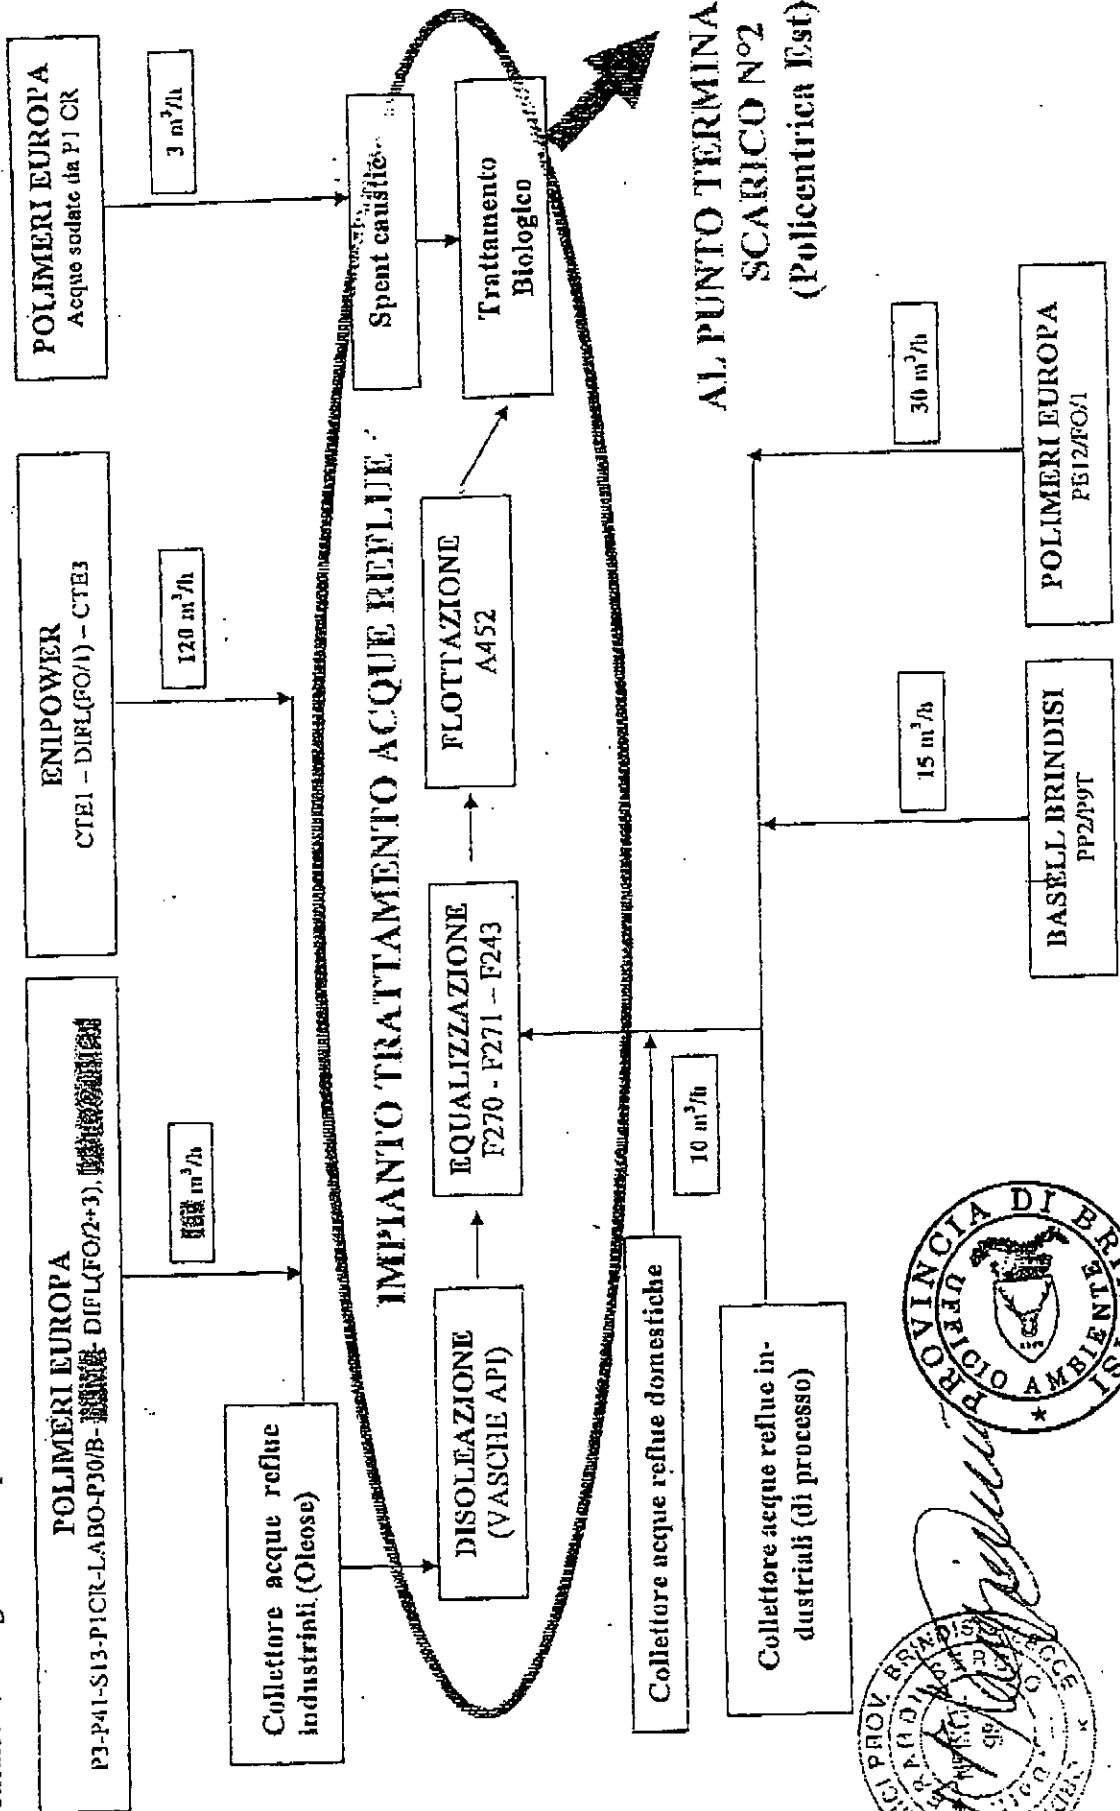 POLIMERI EUROPA
P3-P41-S13-P1CR-LABO-P30/B- DIFL(FO/2+3),
m³/h
ENIPOWER
CTE1 – DIFL(FO/1) – CTE3
120 m³/h
POLIMERI EUROPA
Acque sodate da P1 CR
3 m³/h
Collettore acque reflue
industriali (Oleose)
IMPIANTO TRATTAMENTO ACQUE REFLUE
DISOLEAZIONE
(VASCHE API)
EQUALIZZAZIONE
F270 - F271 – F243
FLOTTAZIONE
A452
Spent caustic
Trattamento
Biologico
Collettore acque reflue domestiche
10 m³/h
Collettore acque reflue in-
dustriali (di processo)
AL PUNTO TERMINA
SCARICO N°2
(Policentrica Est)
15 m³/h
30 m³/h
BASELL BRINDISI
PP2/P9T
POLIMERI EUROPA
PE12/FO/1
PROVINCIA DI BRI SI
UFFICIO AMBIENTE
PROV. BRINDISI